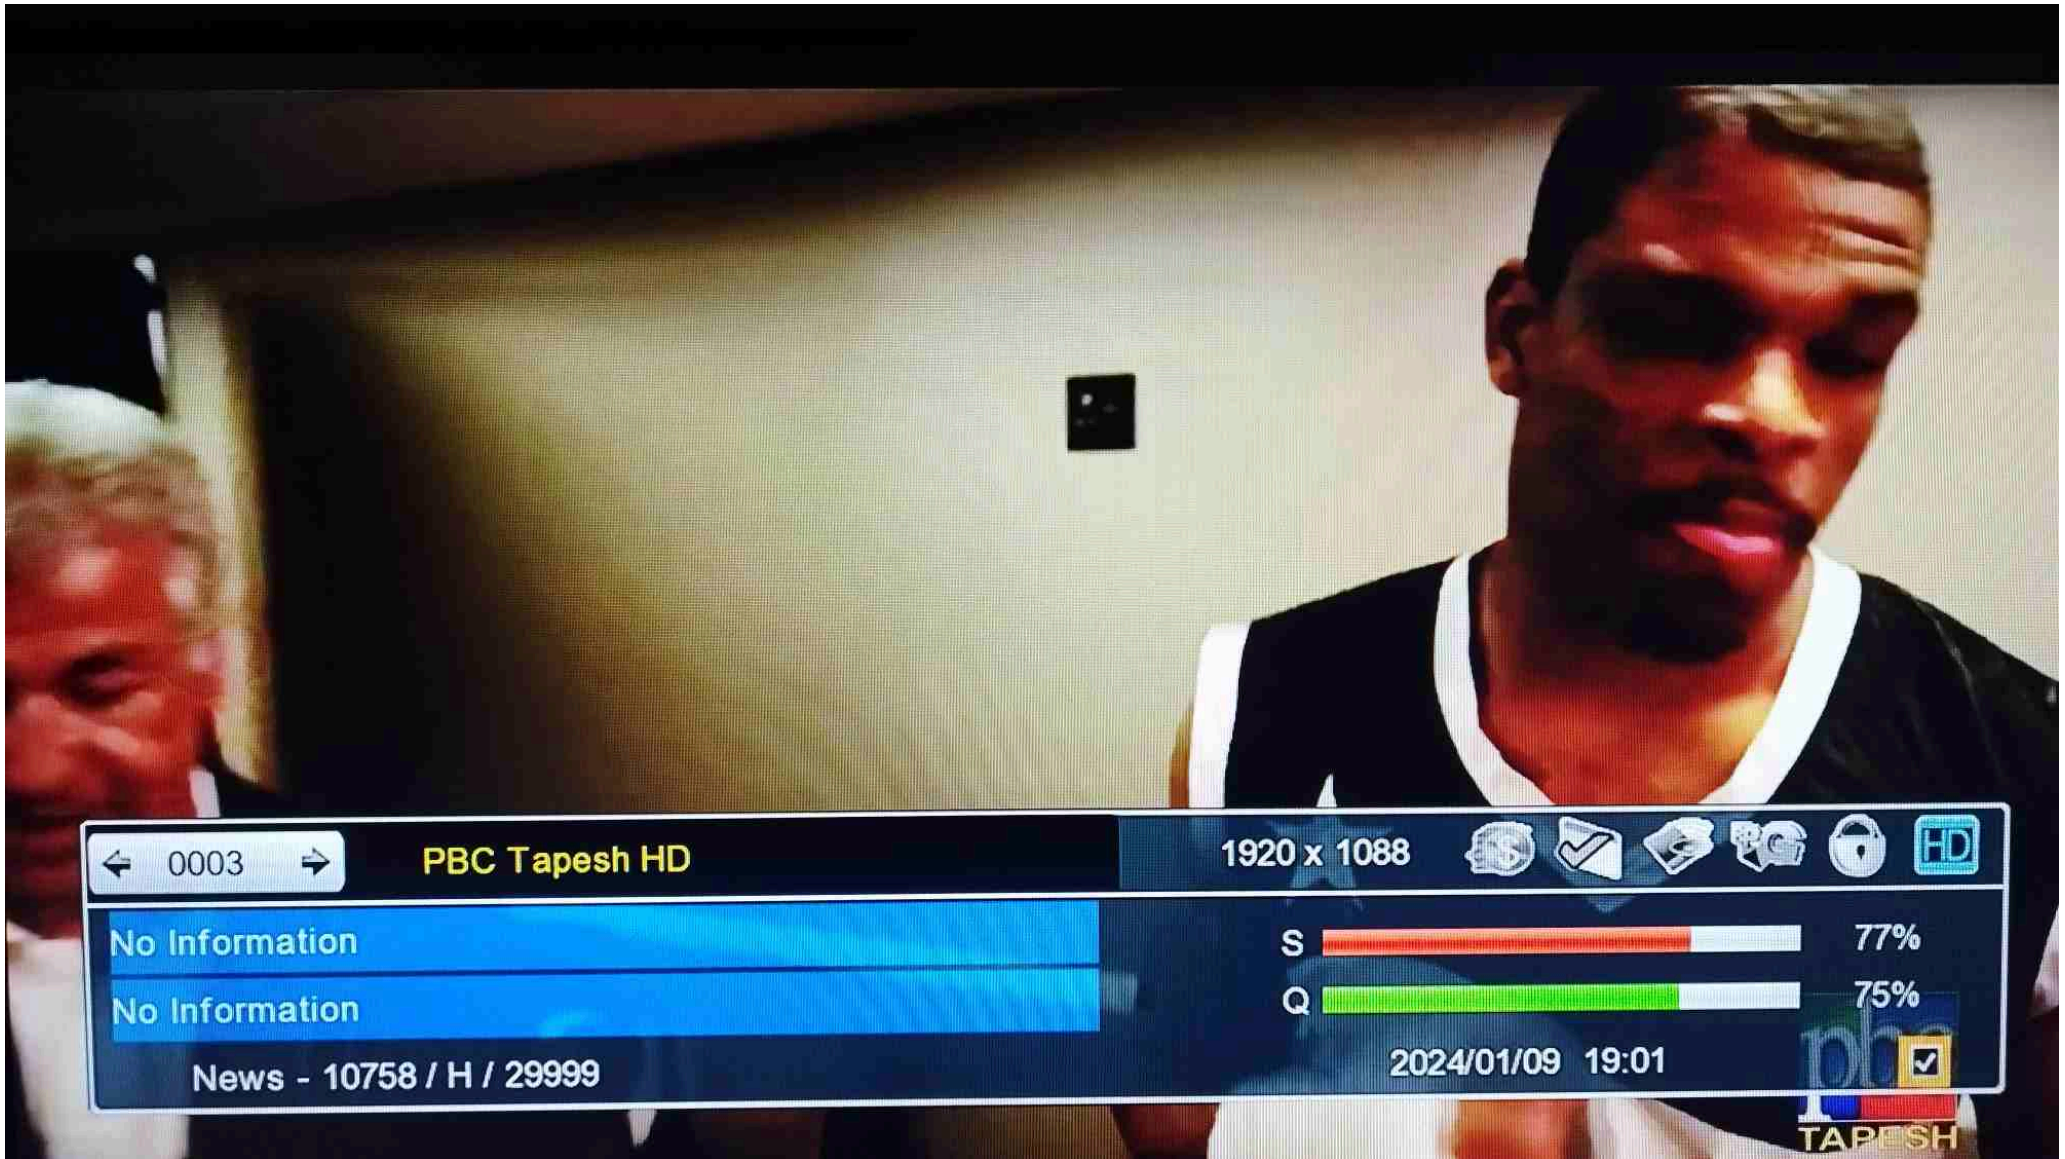 0003
PBC Tapesh HD
1920 x 1088
HD
No Information
S 77%
No Information
Q 75%
News - 10758 / H / 29999
2024/01/09 19:01
pbc
TAPESH